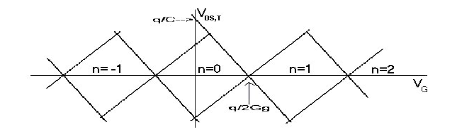 q/C→ V_DS,T
n= -1 n=0 n=1 n=2
V_G
q/2Cg